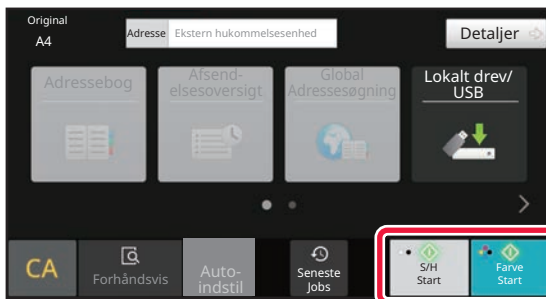 Original
A4
Adresse
Ekstern hukommelsesenhed
Detaljer
Adressebog
Afsend-
elsesoversigt
Global
Adressesøgning
Lokalt drev/
USB
CA
Forhåndsvis
Auto-
indstil
Seneste
Jobs
S/H
Start
Farve
Start